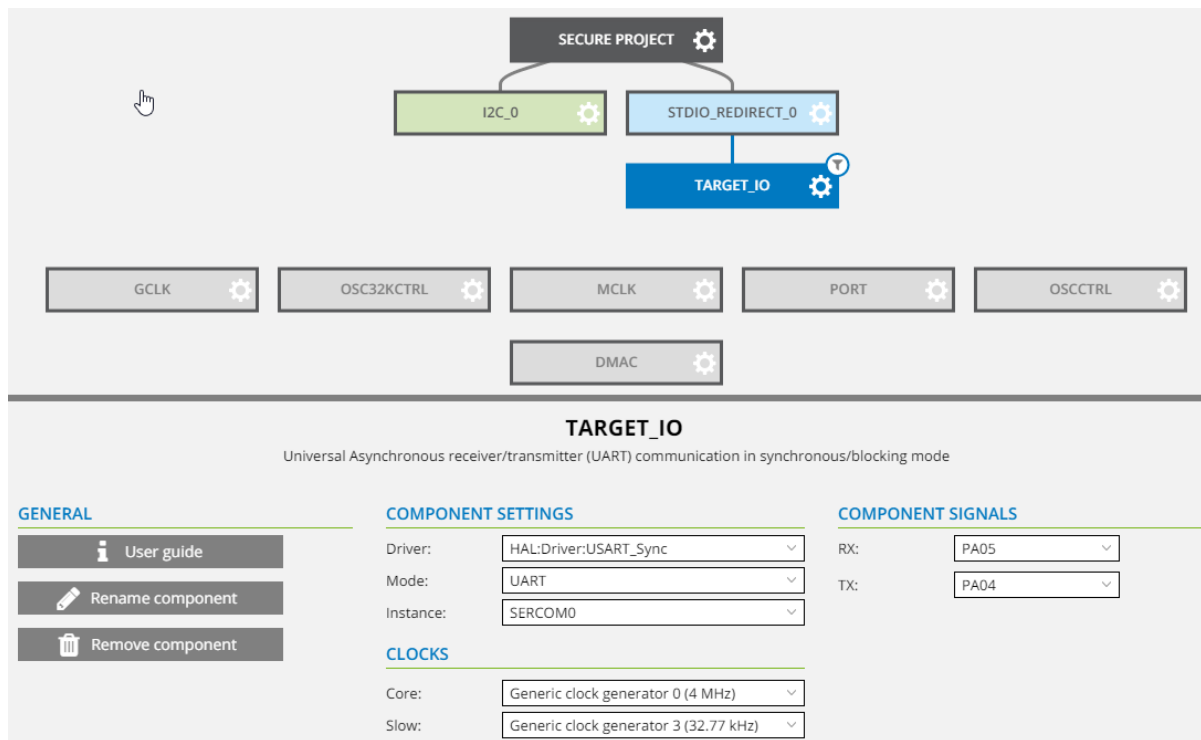 SECURE PROJECT
I2C_0
STDIO_REDIRECT_0
TARGET_IO
GCLK
OSC32KCTRL
MCLK
PORT
OSCCTRL
DMAC
TARGET_IO
Universal Asynchronous receiver/transmitter (UART) communication in synchronous/blocking mode
GENERAL
User guide
Rename component
Remove component
COMPONENT SETTINGS
Driver: HAL:Driver:USART_Sync
Mode: UART
Instance: SERCOM0
CLOCKS
Core: Generic clock generator 0 (4 MHz)
Slow: Generic clock generator 3 (32.77 kHz)
COMPONENT SIGNALS
RX: PA05
TX: PA04